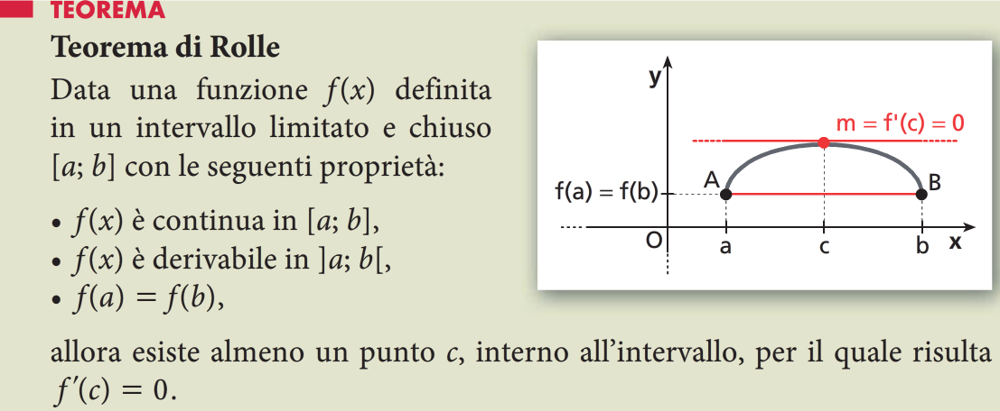 TEOREMA
Teorema di Rolle
Data una funzione f(x) definita
in un intervallo limitato e chiuso
[a; b] con le seguenti proprietà:
• f(x) è continua in [a; b],
• f(x) è derivabile in ]a; b[,
• f(a) = f(b),
allora esiste almeno un punto c, interno all'intervallo, per il quale risulta
f′(c) = 0.
y
m = f'(c) = 0
A
B
f(a) = f(b)
O
a
c
b
x